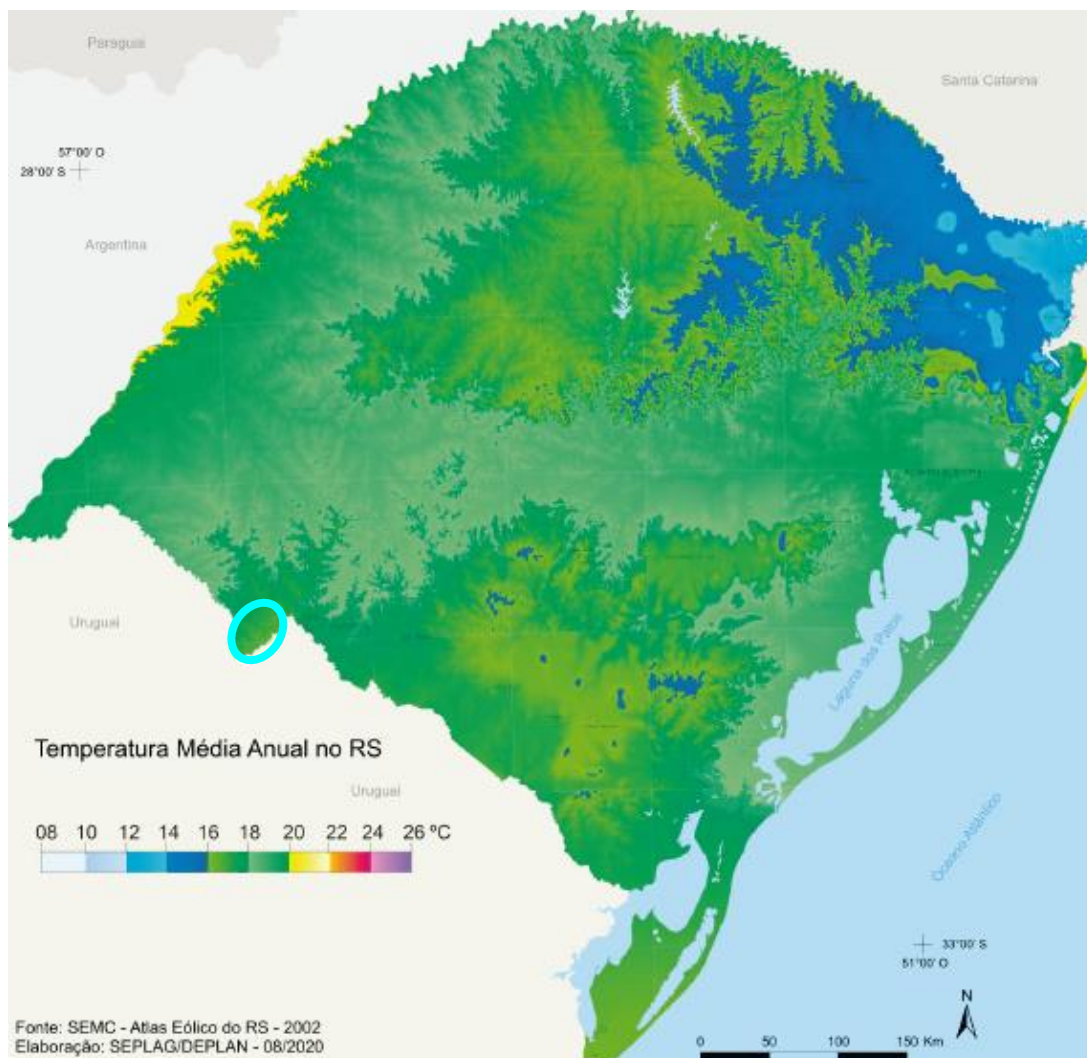 Paraguai
Santa Catarina
57°00' O
28°00' S
Argentina
Uruguai
Laguna dos Patos
Temperatura Média Anual no RS
Uruguai
08 10 12 14 16 18 20 22 24 26 ºC
Oceano Atlântico
33°00' S
51°00' O
N
Fonte: SEMC - Atlas Eólico do RS - 2002
Elaboração: SEPLAG/DEPLAN - 08/2020
0 50 100 150 Km